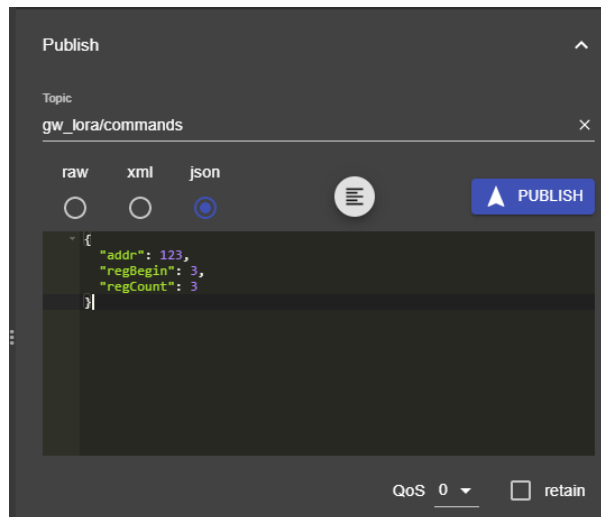 Publish
Topic
gw_lora/commands
raw xml json
PUBLISH
{
"addr": 123,
"regBegin": 3,
"regCount": 3
}
QoS 0 retain